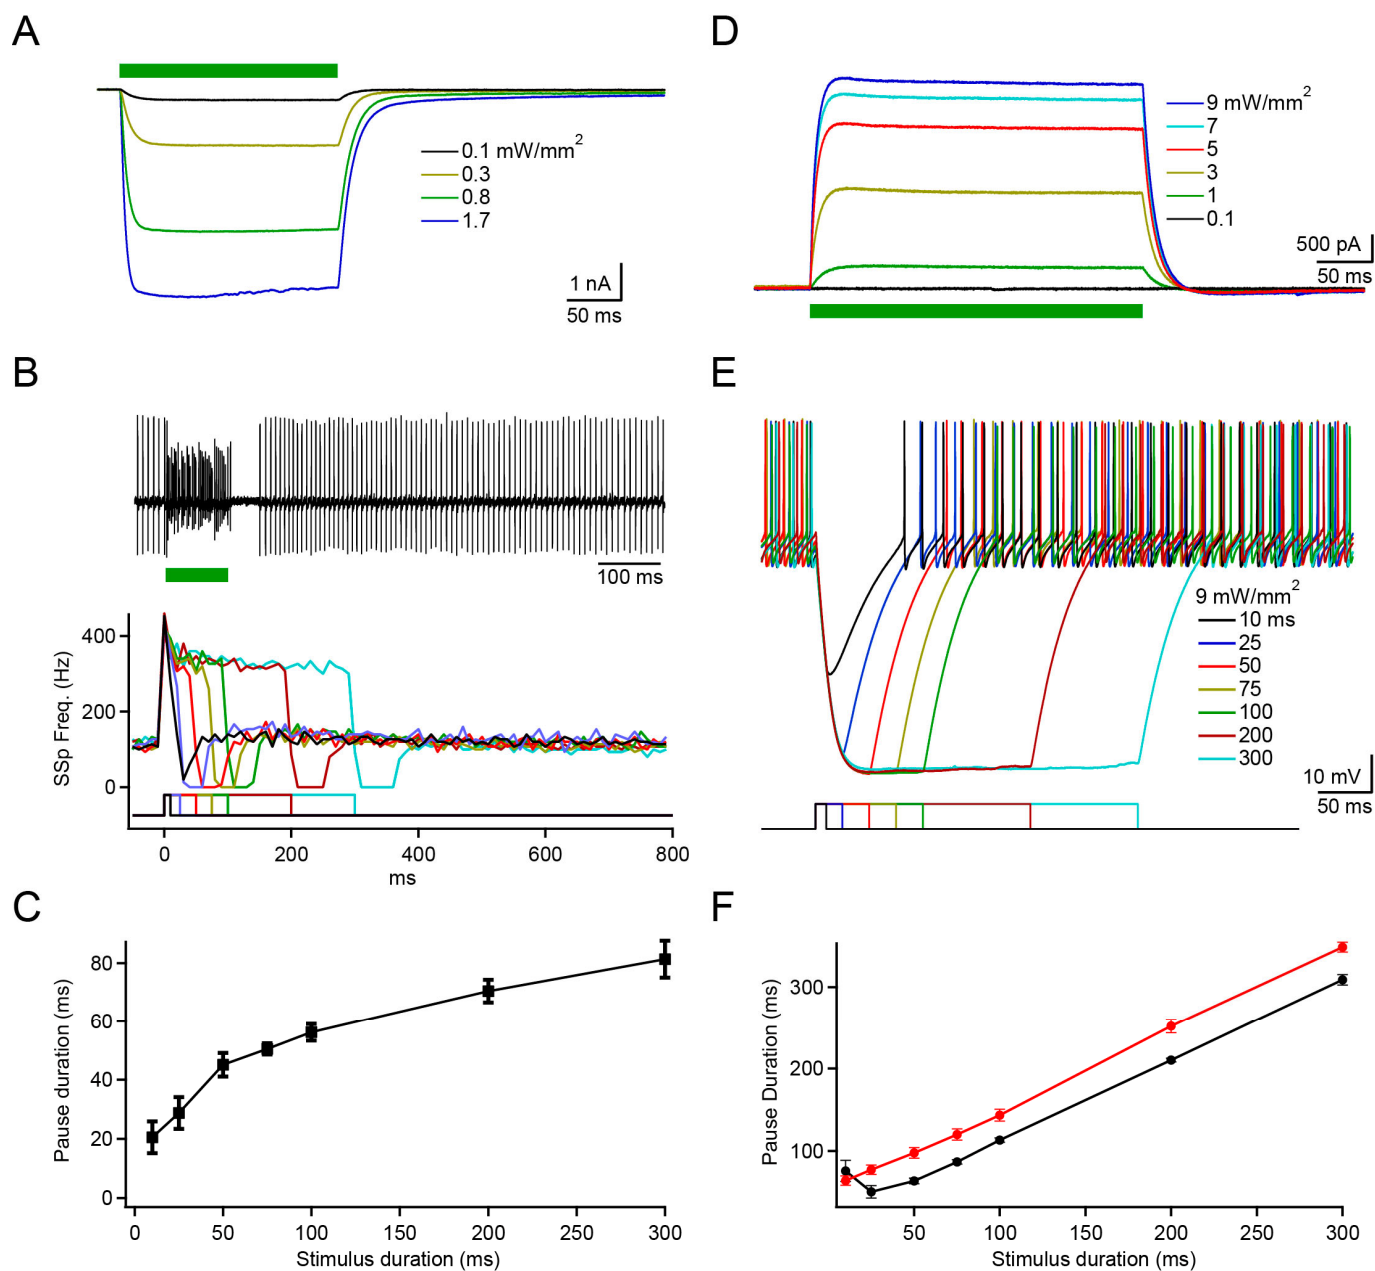 A
0.1 mW/mm²
0.3
0.8
1.7
1 nA
50 ms
B
100 ms
SSp Freq. (Hz)
400
200
0
0
200
400
600
800
ms
C
Pause duration (ms)
80
60
40
20
0
0
50
100
150
200
250
300
Stimulus duration (ms)
D
9 mW/mm²
7
5
3
1
0.1
500 pA
50 ms
E
9 mW/mm²
10 ms
25
50
75
100
200
300
10 mV
50 ms
F
Pause Duration (ms)
300
200
100
50
100
150
200
250
300
Stimulus duration (ms)